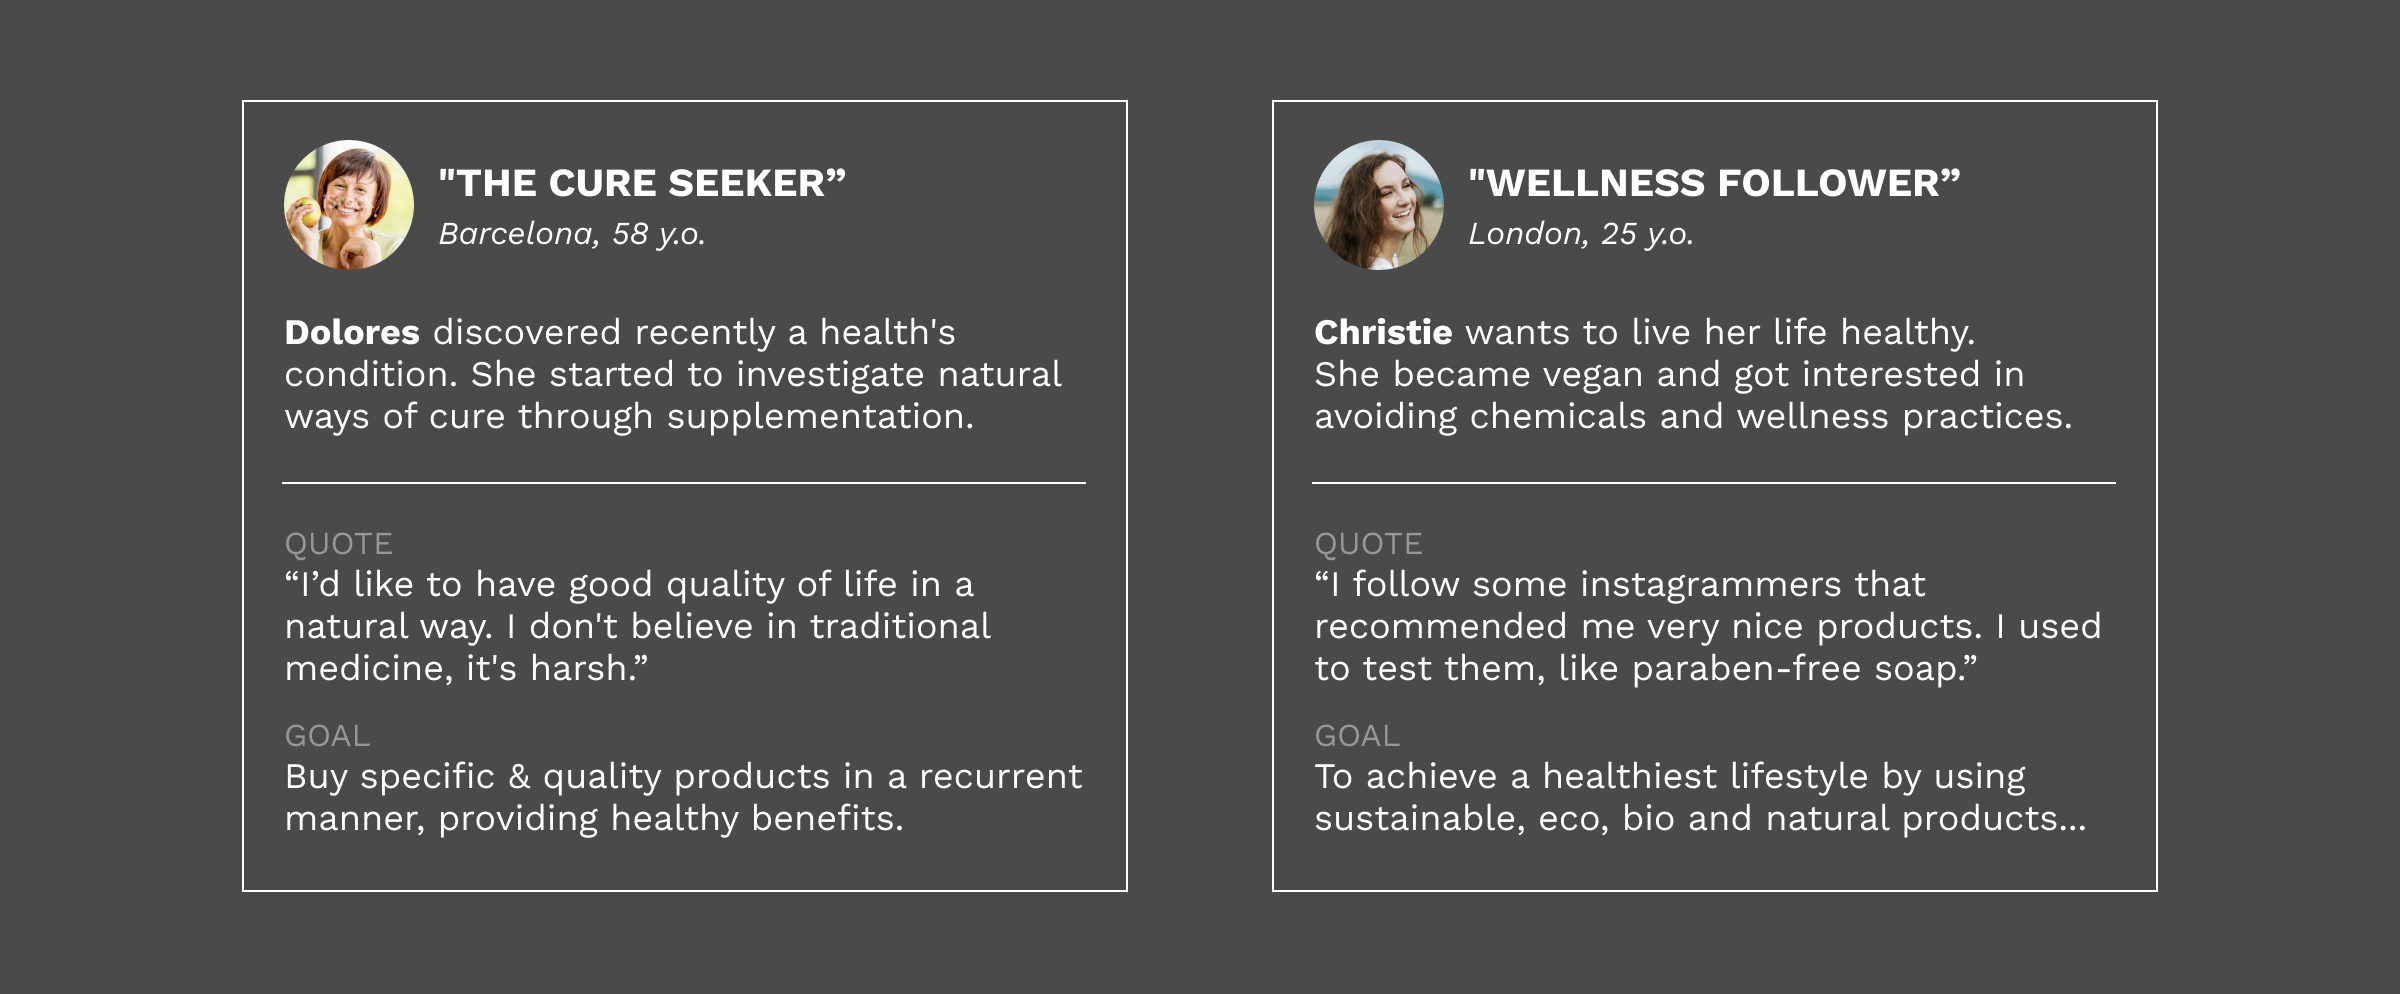 "THE CURE SEEKER”
Barcelona, 58 y.o.
Dolores discovered recently a health's
condition. She started to investigate natural
ways of cure through supplementation.
QUOTE
“I’d like to have good quality of life in a
natural way. I don't believe in traditional
medicine, it's harsh.”
GOAL
Buy specific & quality products in a recurrent
manner, providing healthy benefits.
"WELLNESS FOLLOWER”
London, 25 y.o.
Christie wants to live her life healthy.
She became vegan and got interested in
avoiding chemicals and wellness practices.
QUOTE
“I follow some instagrammers that
recommended me very nice products. I used
to test them, like paraben-free soap.”
GOAL
To achieve a healthiest lifestyle by using
sustainable, eco, bio and natural products...